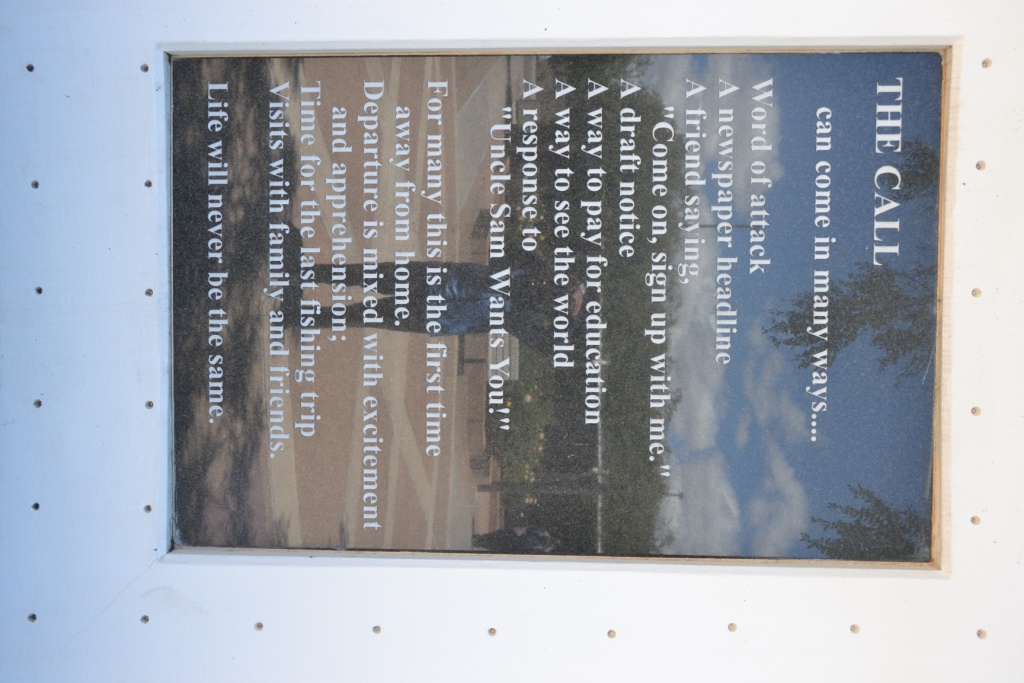 THE CALL
can come in many ways....
Word of attack
A newspaper headline
A friend saying,
"Come on, sign up with me."
A draft notice
A way to pay for education
A way to see the world
A response to
"Uncle Sam Wants You!"
For many this is the first time
away from home.
Departure is mixed with excitement
and apprehension;
Time for the last fishing trip
Visits with family and friends.
Life will never be the same.